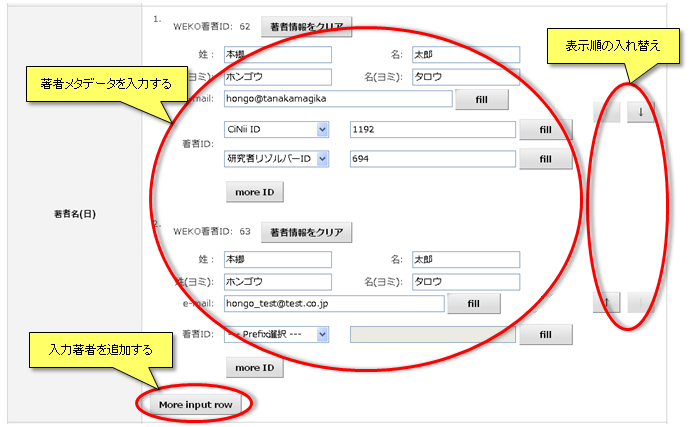 1.
WEKO著者ID: 62 著者情報をクリア
表示順の入れ替え
姓: 本郷 名: 太郎
著者メタデータを入力する
(ヨミ): ホンゴウ 名(ヨミ): タロウ
mail: hongo@tanakamagika fill
↓
CiNii ID 1192 fill
著者ID:
研究者リゾルバーID 694 fill
more ID
著者名(日)
2.
WEKO著者ID: 63 著者情報をクリア
姓: 本郷 名: 太郎
姓(ヨミ): ホンゴウ 名(ヨミ): タロウ
e-mail: hongo_test@test.co.jp fill
↑ ↓
著者ID: --- Prefix選択 --- fill
入力著者を追加する
more ID
More input row